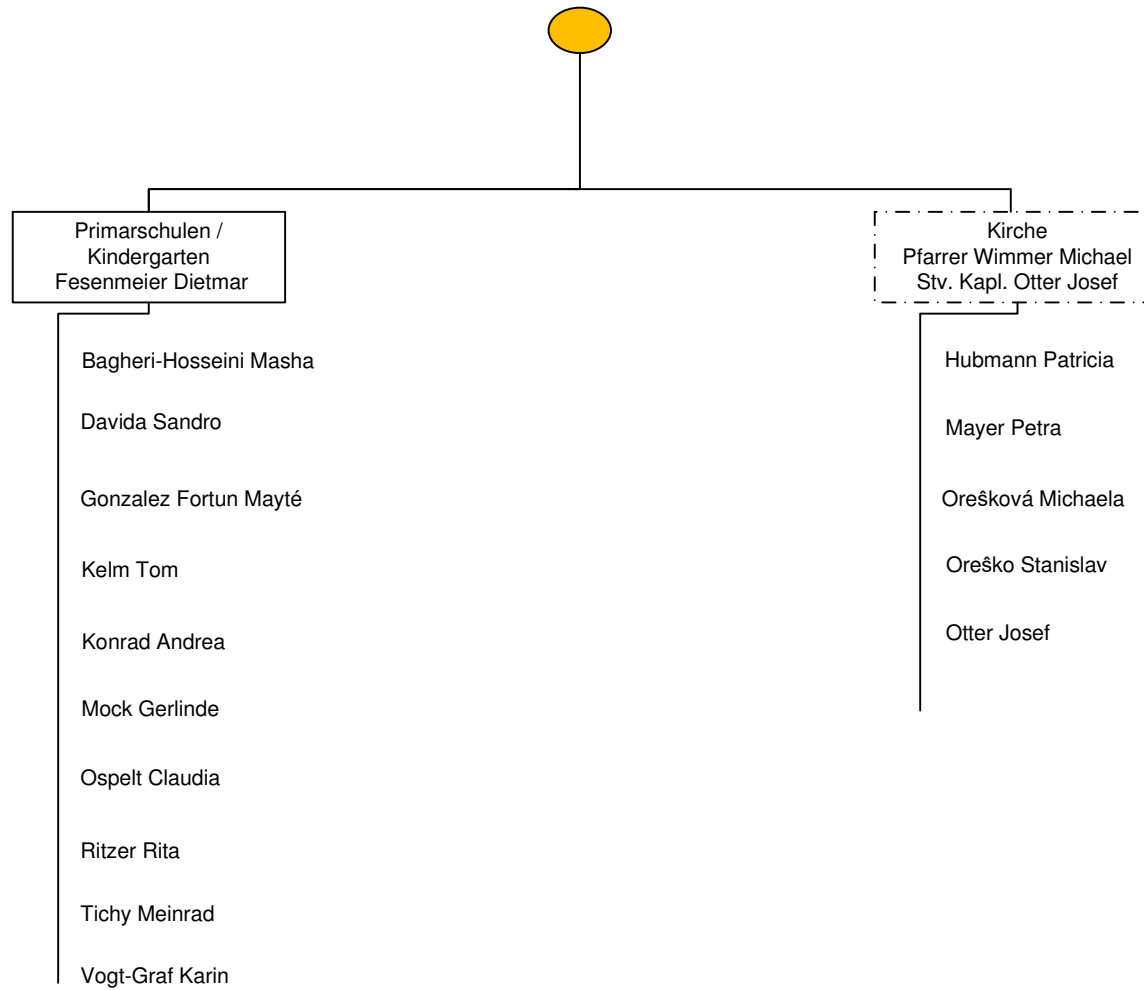 Primarschulen /
Kindergarten
Fesenmeier Dietmar
Bagheri-Hosseini Masha
Davida Sandro
Gonzalez Fortun Mayté
Kelm Tom
Konrad Andrea
Mock Gerlinde
Ospelt Claudia
Ritzer Rita
Tichy Meinrad
Vogt-Graf Karin
Kirche
Pfarrer Wimmer Michael
Stv. Kapl. Otter Josef
Hubmann Patricia
Mayer Petra
Oreŝková Michaela
Oreŝko Stanislav
Otter Josef